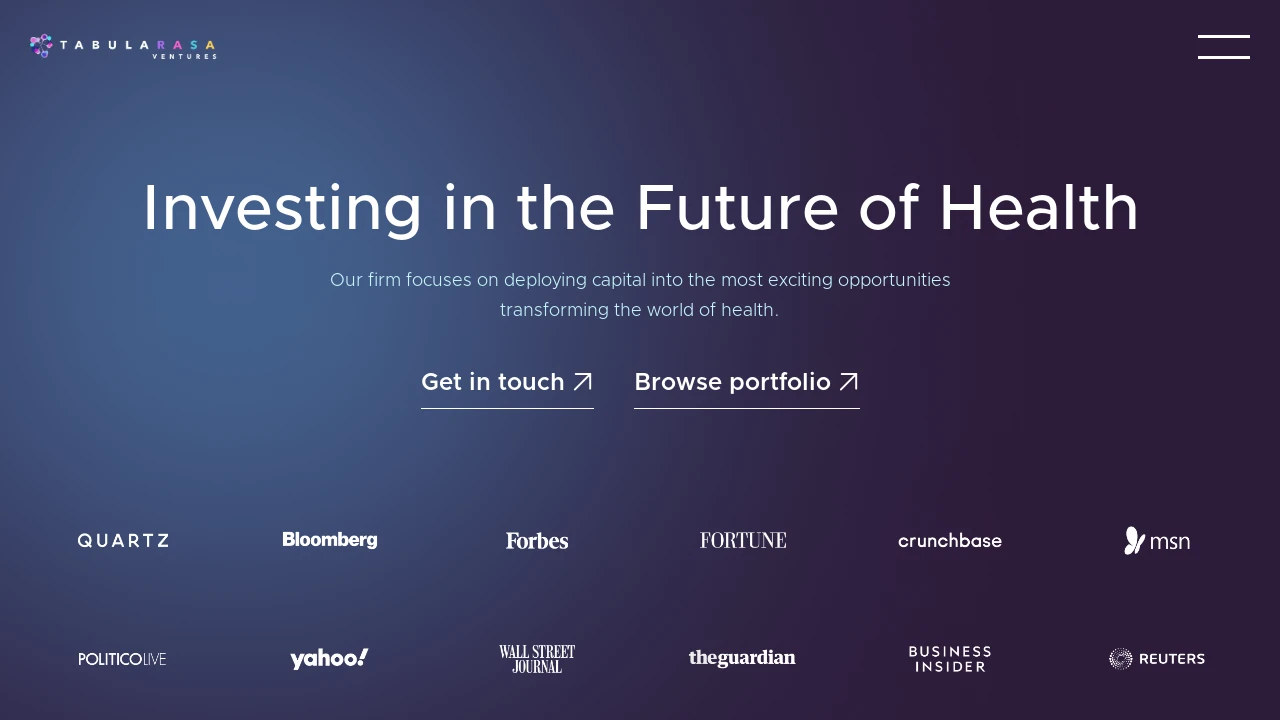 TABULARASA
VENTURES
Investing in the Future of Health
Our firm focuses on deploying capital into the most exciting opportunities
transforming the world of health.
Get in touch
Browse portfolio
QUARTZ
Bloomberg
Forbes
FORTUNE
crunchbase
msn
POLITICOLIVE
yahoo!
WALL STREET
JOURNAL
theguardian
BUSINESS
INSIDER
REUTERS